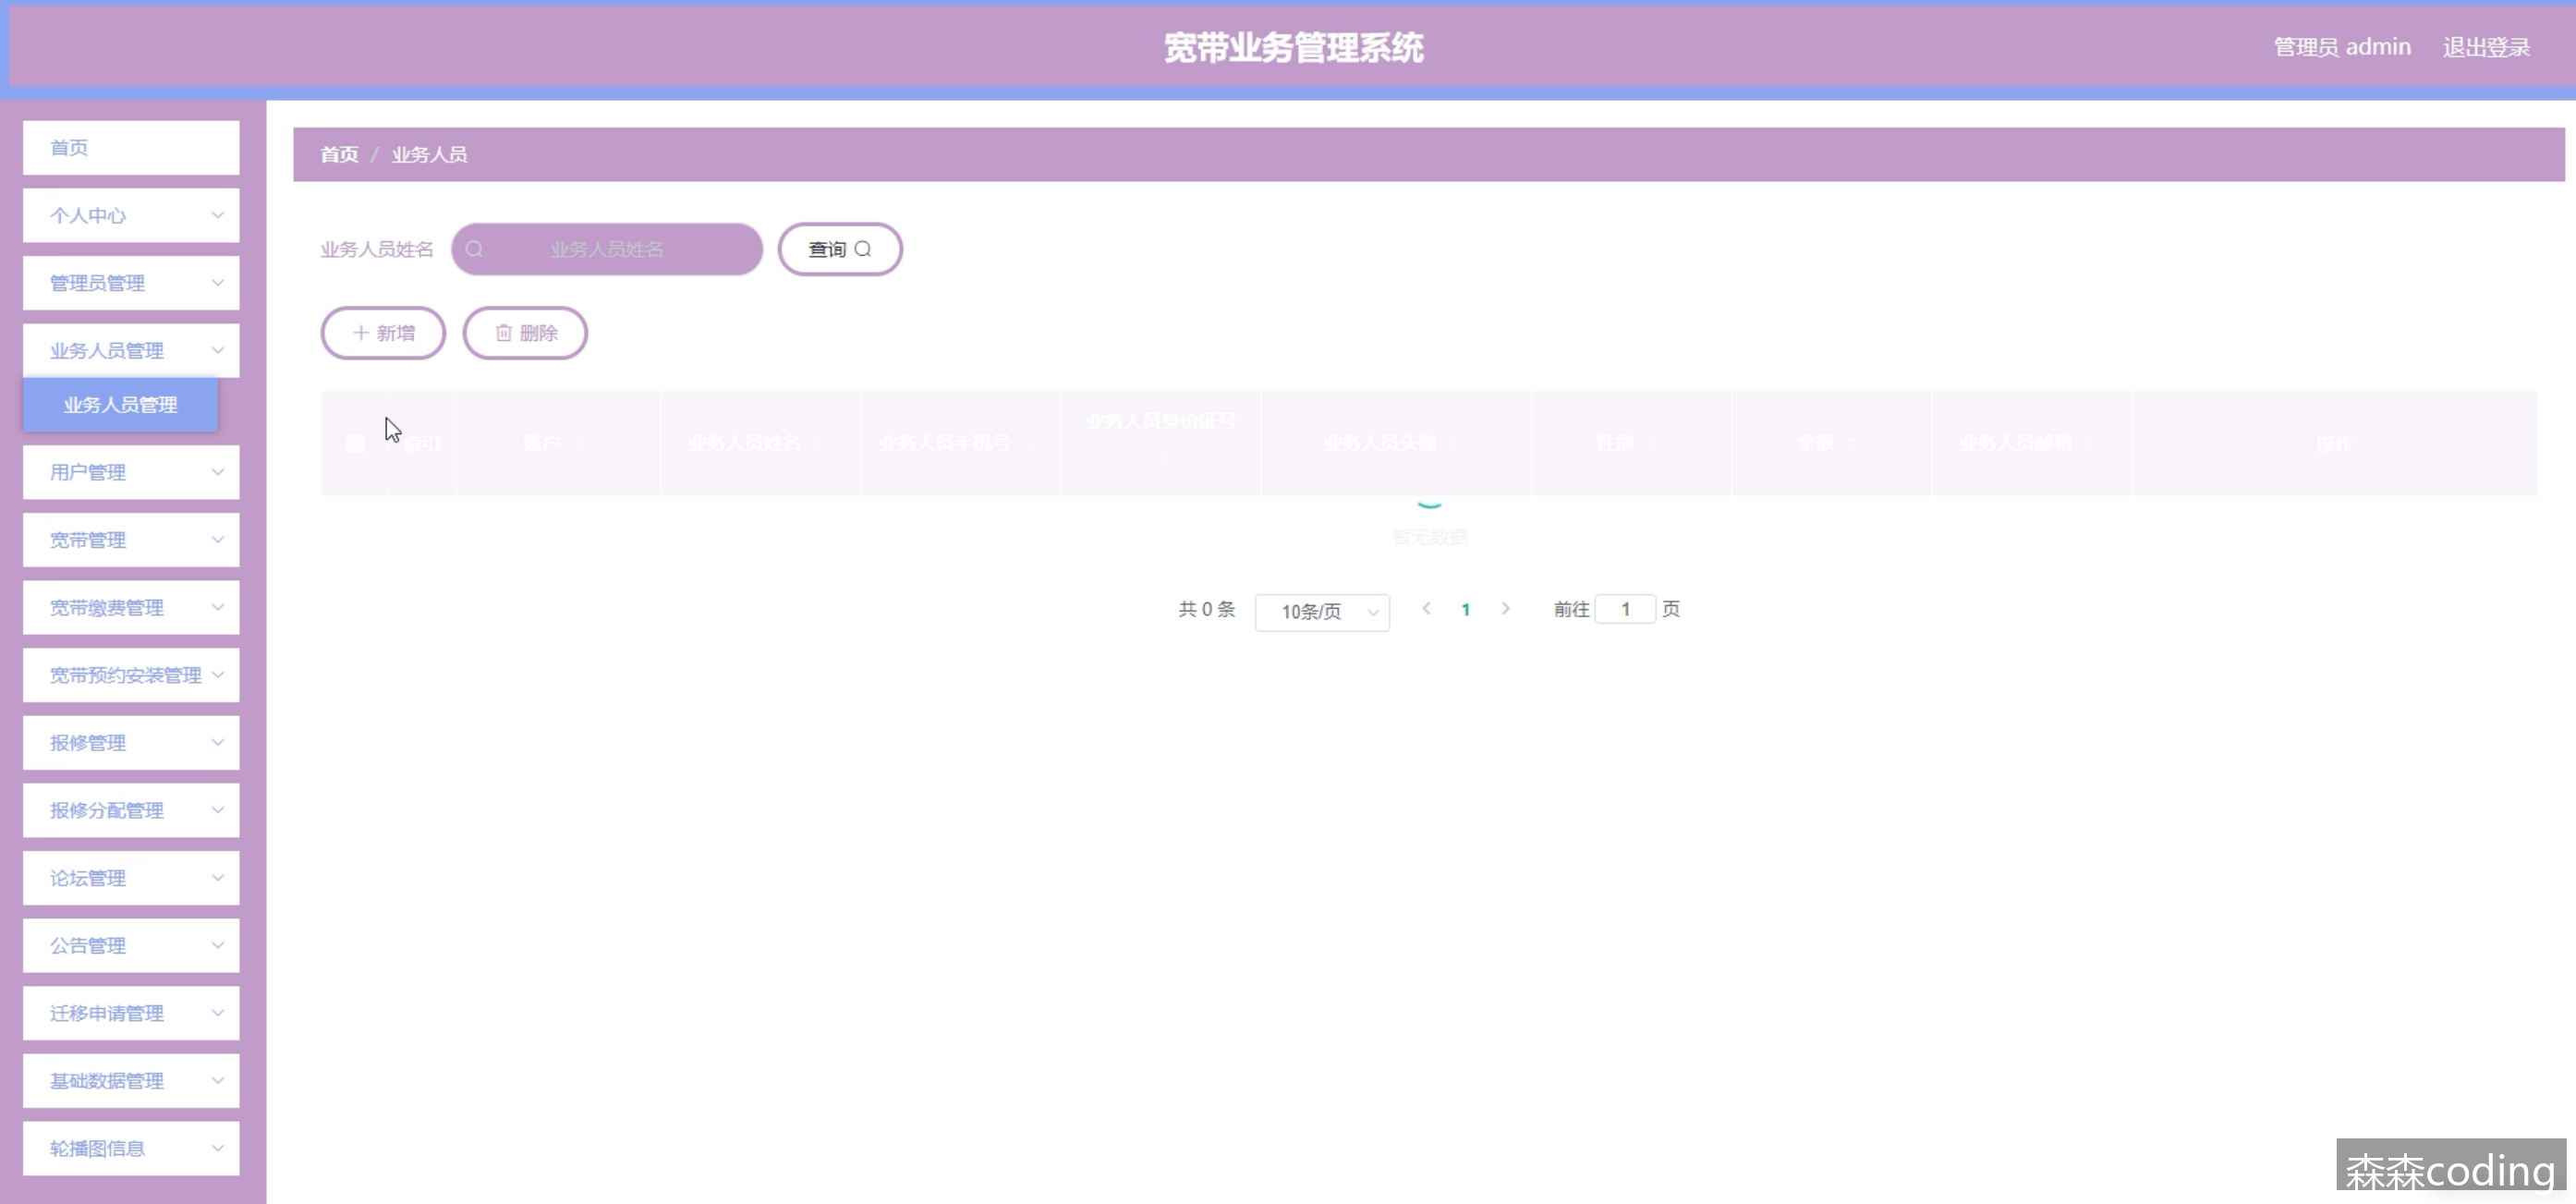 宽带业务管理系统
管理员 admin 退出登录
首页
个人中心
管理员管理
业务人员管理
业务人员管理
用户管理
宽带管理
宽带缴费管理
宽带预约安装管理
报修管理
报修分配管理
论坛管理
公告管理
迁移申请管理
基础数据管理
轮播图信息
首页 / 业务人员
业务人员姓名 业务人员姓名 查询
新增 删除
索引 账户 业务人员姓名 业务人员手机号 业务人员身份证号 业务人员头像 性别 余额 业务人员邮箱 操作
暂无数据
共 0 条 10条/页 1 前往 1 页
森森coding